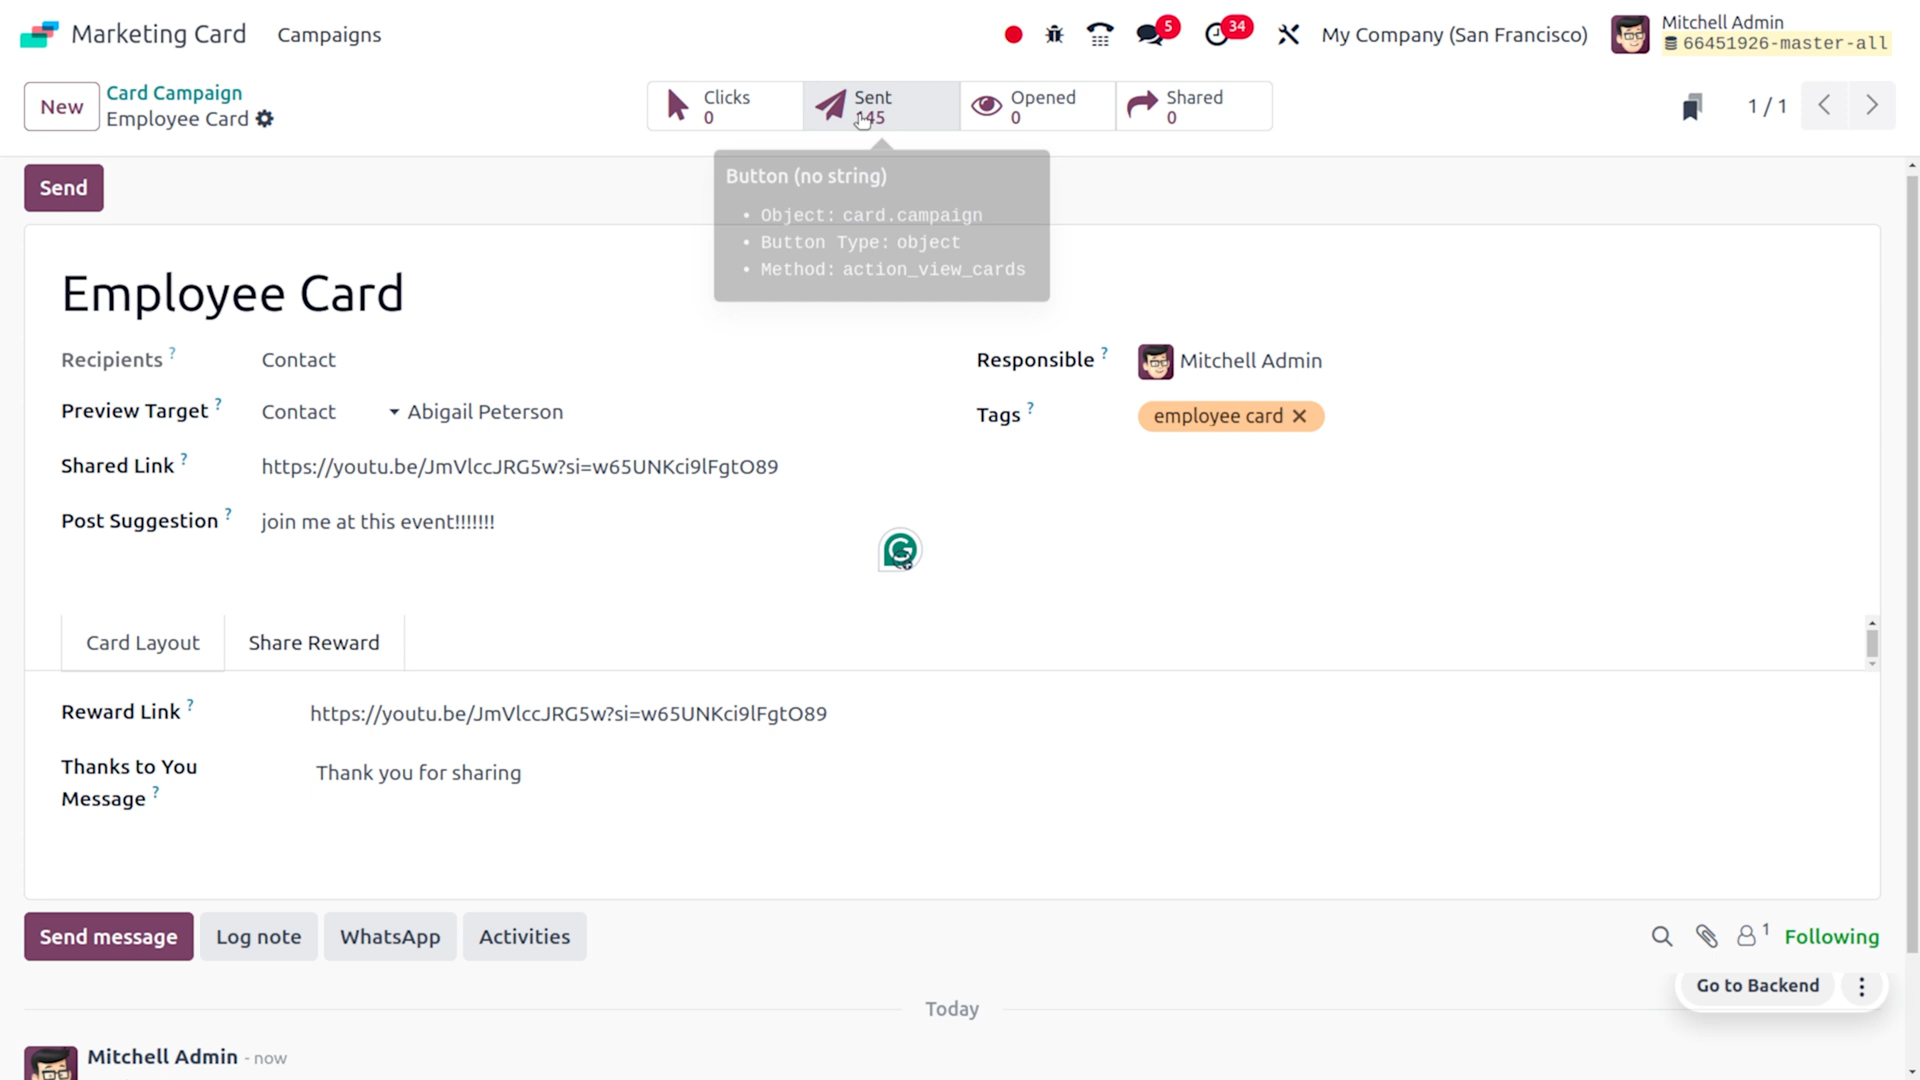 Marketing Card
Campaigns
5
34
My Company (San Francisco)
Mitchell Admin
66451926-master-all
New
Card Campaign
Employee Card
Clicks
0
Sent
145
Opened
0
Shared
0
1 / 1
Send
Button (no string)
• Object: card.campaign
• Button Type: object
• Method: action_view_cards
Employee Card
Recipients ?
Contact
Responsible ?
Mitchell Admin
Preview Target ?
Contact
Abigail Peterson
Tags ?
employee card
Shared Link ?
https://youtu.be/JmVlccJRG5w?si=w65UNKci9lFgtO89
Post Suggestion ?
join me at this event!!!!!!!
Card Layout
Share Reward
Reward Link ?
https://youtu.be/JmVlccJRG5w?si=w65UNKci9lFgtO89
Thanks to You
Message ?
Thank you for sharing
Send message
Log note
WhatsApp
Activities
1
Following
Go to Backend
Today
Mitchell Admin - now